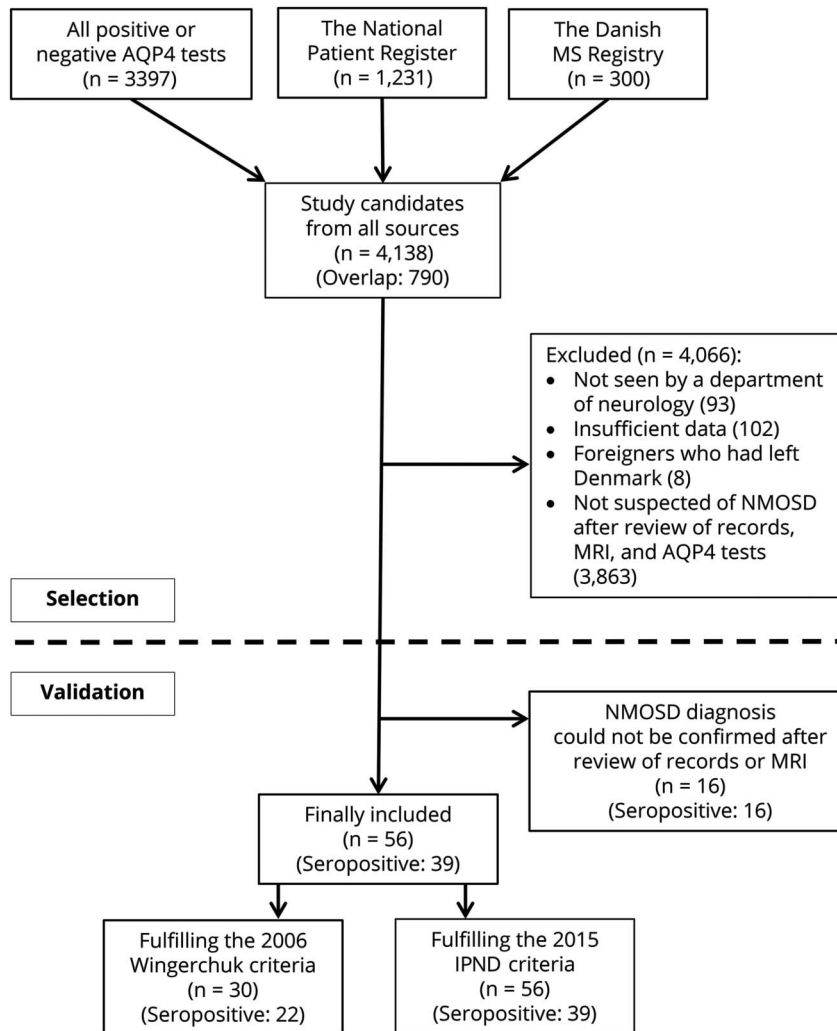 All positive or
negative AQP4 tests
(n = 3397)
The National
Patient Register
(n = 1,231)
The Danish
MS Registry
(n = 300)
Study candidates
from all sources
(n = 4,138)
(Overlap: 790)
Excluded (n = 4,066):
• Not seen by a department
of neurology (93)
• Insufficient data (102)
• Foreigners who had left
Denmark (8)
• Not suspected of NMOSD
after review of records,
MRI, and AQP4 tests
(3,863)
Selection
Validation
NMOSD diagnosis
could not be confirmed after
review of records or MRI
(n = 16)
(Seropositive: 16)
Finally included
(n = 56)
(Seropositive: 39)
Fulfilling the 2006
Wingerchuk criteria
(n = 30)
(Seropositive: 22)
Fulfilling the 2015
IPND criteria
(n = 56)
(Seropositive: 39)